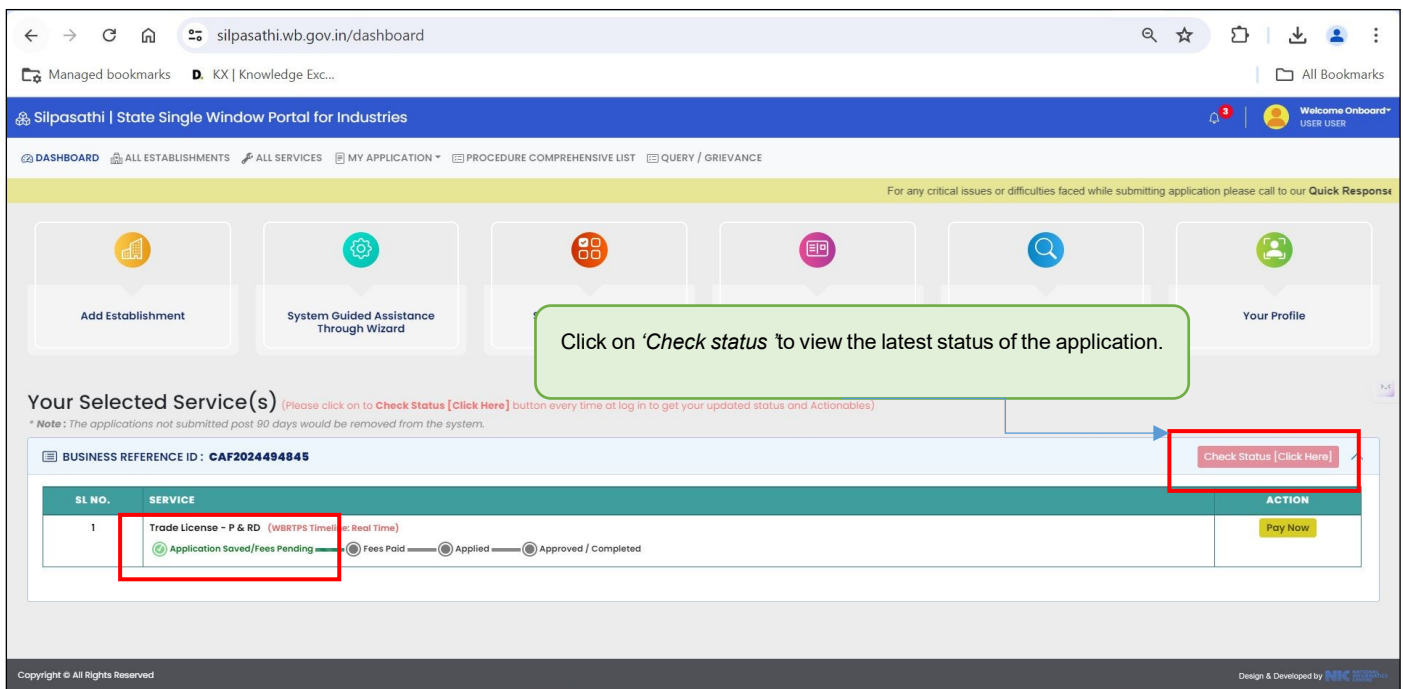 silpasathi.wb.gov.in/dashboard
Managed bookmarks D. KX | Knowledge Exc... All Bookmarks
Silpasathi | State Single Window Portal for Industries 3 Welcome Onboard
USER USER
DASHBOARD ALL ESTABLISHMENTS ALL SERVICES MY APPLICATION PROCEDURE COMPREHENSIVE LIST QUERY / GRIEVANCE
For any critical issues or difficulties faced while submitting application please call to our Quick Response
Add Establishment
System Guided Assistance
Through Wizard
Your Profile
Click on ‘Check status ’to view the latest status of the application.
Your Selected Service(s) (Please click on to Check Status [Click Here] button every time at log in to get your updated status and Actionables)
* Note : The applications not submitted post 90 days would be removed from the system.
BUSINESS REFERENCE ID : CAF2024494845 Check Status [Click Here]
SL NO. SERVICE ACTION
1 Trade License - P & RD (WBRTPS Timeline: Real Time) Pay Now
Application Saved/Fees Pending Fees Paid Applied Approved / Completed
Copyright © All Rights Reserved Design & Developed by NIC